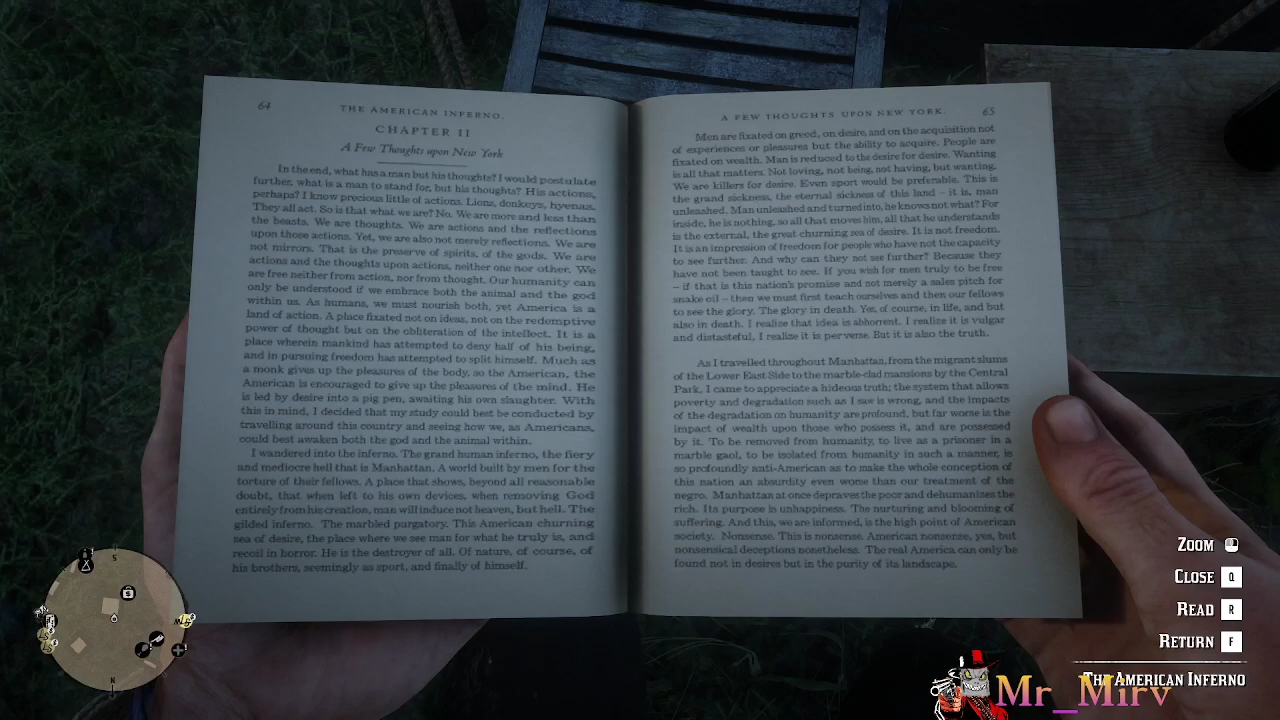 64
THE AMERICAN INFERNO.
CHAPTER II
A Few Thoughts upon New York
In the end, what has a man but his thoughts? I would postulate
further, what is a man to stand for, but his thoughts? His actions,
perhaps? I know precious little of actions. Lions, donkeys, hyenas.
They all act. So is that what we are? No. We are more and less than
the beasts. We are thoughts. We are actions and the reflections
upon those actions. Yet, we are also not merely reflections. We are
not mirrors. That is the preserve of spirits, of the gods. We are
actions and the thoughts upon actions, neither one nor other. We
are free neither from action, nor from thought. Our humanity can
only be understood if we embrace both the animal and the god
within us. As humans, we must nourish both, yet America is a
land of action. A place fixated not on ideas, not on the redemptive
power of thought but on the obliteration of the intellect. It is a
place wherein mankind has attempted to deny half of his being,
and in pursuing freedom has attempted to split himself. Much as
a monk gives up the pleasures of the body, so the American, the
American is encouraged to give up the pleasures of the mind. He
is led by desire into a pig pen, awaiting his own slaughter. With
this in mind, I decided that my study could best be conducted by
travelling around this country and seeing how we, as Americans,
could best awaken both the god and the animal within.
I wandered into the inferno. The grand human inferno, the fiery
and mediocre hell that is Manhattan. A world built by men for the
torture of their fellows. A place that shows, beyond all reasonable
doubt, that when left to his own devices, when removing God
entirely from his creation, man will induce not heaven, but hell. The
gilded inferno. The marbled purgatory. This American churning
sea of desire, the place where we see man for what he truly is, and
recoil in horror. He is the destroyer of all. Of nature, of course, of
his brothers, seemingly as sport, and finally of himself.
A FEW THOUGHTS UPON NEW YORK.
65
Men are fixated on greed, on desire, and on the acquisition not
of experiences or pleasures but the ability to acquire. People are
fixated on wealth. Man is reduced to the desire for desire. Wanting
is all that matters. Not loving, not being, not having, but wanting.
We are killers for desire. Even sport would be preferable. This is
the grand sickness, the eternal sickness of this land – it is, man
unleashed. Man unleashed and turned into, he knows not what? For
inside, he is nothing, so all that moves him, all that he understands
is the external, the great churning sea of desire. It is not freedom.
It is an impression of freedom for people who have not the capacity
to see further. And why can they not see further? Because they
have not been taught to see. If you wish for men truly to be free
– if that is this nation's promise and not merely a sales pitch for
snake oil – then we must first teach ourselves and then our fellows
to see the glory. The glory in death. Yes, of course, in life, and but
also in death. I realize that idea is abhorrent. I realize it is vulgar
and distasteful, I realize it is perverse. But it is also the truth.
As I travelled throughout Manhattan, from the migrant slums
of the Lower East-Side to the marble-clad mansions by the Central
Park, I came to appreciate a hideous truth; the system that allows
poverty and degradation such as I saw is wrong, and the impacts
of the degradation on humanity are profound, but far worse is the
impact of wealth upon those who possess it, and are possessed
by it. To be removed from humanity, to live as a prisoner in a
marble gaol, to be isolated from humanity in such a manner, is
so profoundly anti-American as to make the whole conception of
this nation an absurdity even worse than our treatment of the
negro. Manhattan at once depraves the poor and dehumanizes the
rich. Its purpose is unhappiness. The nurturing and blooming of
suffering. And this, we are informed, is the high point of American
society. Nonsense. This is nonsense. American nonsense, yes, but
nonsensical deceptions nonetheless. The real America can only be
found not in desires but in the purity of its landscape.
ZOOM
CLOSE Q
READ R
RETURN F
THE AMERICAN INFERNO
Mr_Mirv
S
N